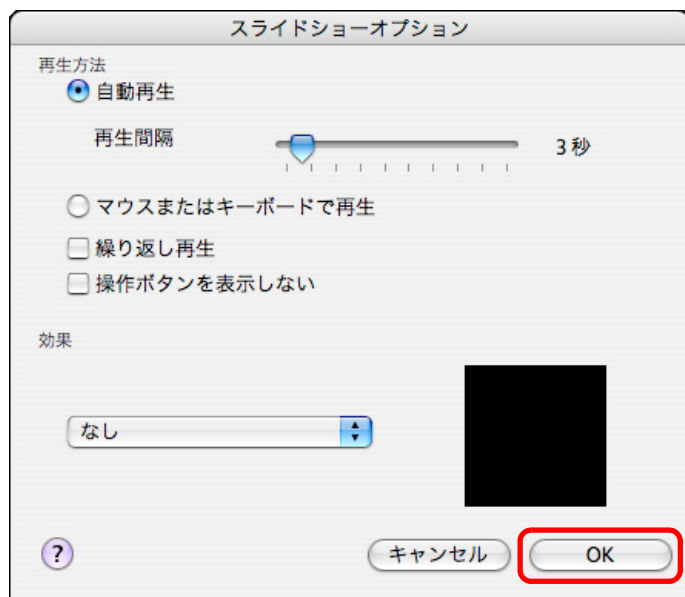 スライドショーオプション
再生方法
自動再生
再生間隔
3秒
マウスまたはキーボードで再生
繰り返し再生
操作ボタンを表示しない
効果
なし
?
キャンセル
OK